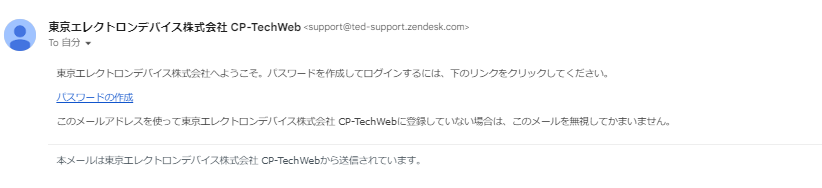 東京エレクトロンデバイス株式会社 CP-TechWeb <support@ted-support.zendesk.com>
To 自分
東京エレクトロンデバイス株式会社へようこそ。パスワードを作成してログインするには、下のリンクをクリックしてください。
パスワードの作成
このメールアドレスを使って東京エレクトロンデバイス株式会社 CP-TechWebに登録していない場合は、このメールを無視してかまいません。
本メールは東京エレクトロンデバイス株式会社 CP-TechWebから送信されています。